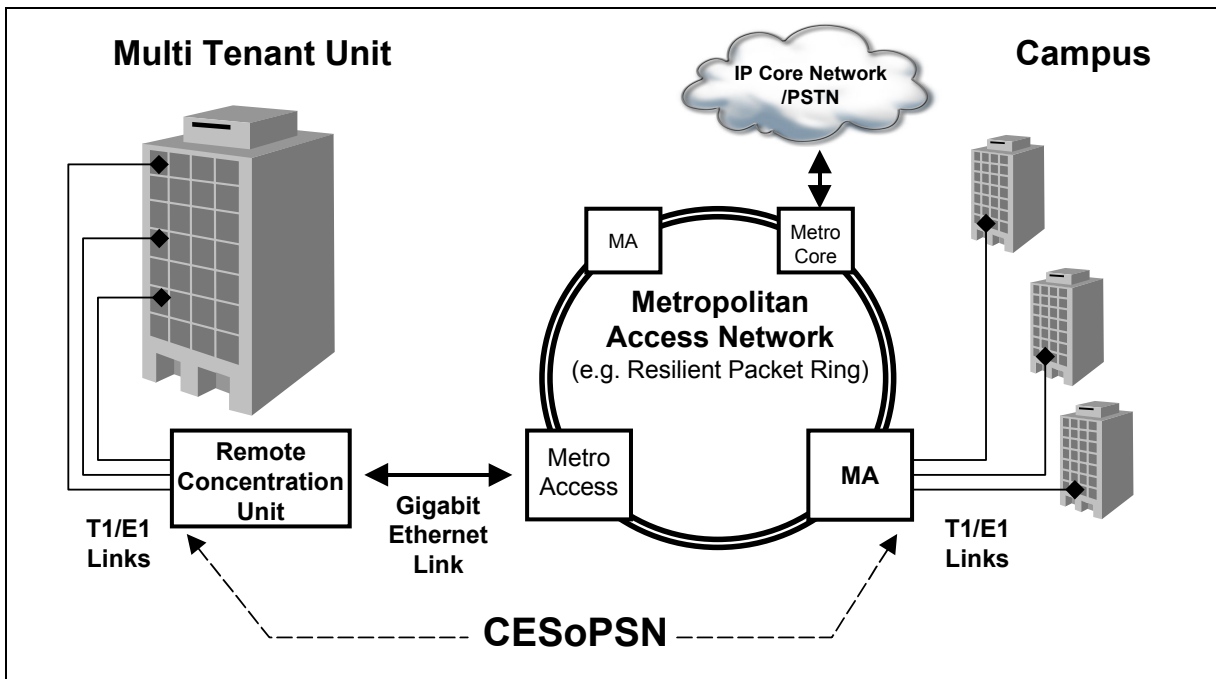 Multi Tenant Unit
IP Core Network
/PSTN
Campus
MA
Metro
Core
Metropolitan
Access Network
(e.g. Resilient Packet Ring)
Remote
Concentration
Unit
Metro
Access
MA
Gigabit
Ethernet
Link
T1/E1
Links
T1/E1
Links
CESoPSN